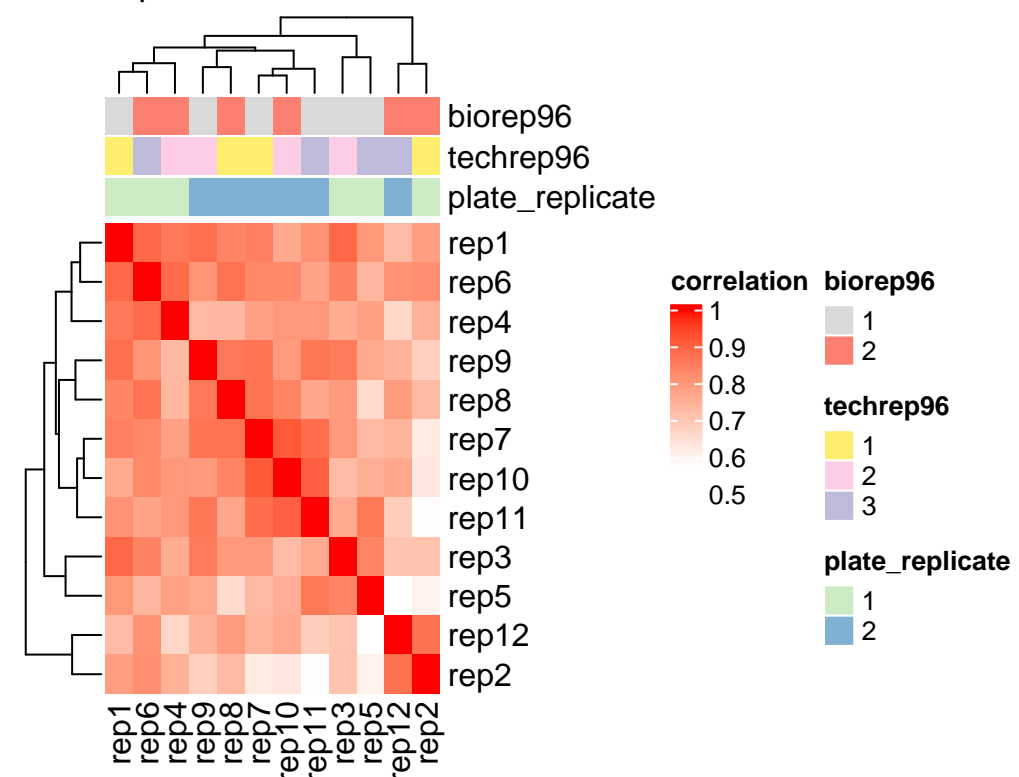 biorep96
techrep96
plate_replicate
rep1
rep6
rep4
rep9
rep8
rep7
rep10
rep11
rep3
rep5
rep12
rep2
rep1
rep6
rep4
rep9
rep8
rep7
rep10
rep11
rep3
rep5
rep12
rep2
correlation
1
0.9
0.8
0.7
0.6
0.5
biorep96
1
2
techrep96
1
2
3
plate_replicate
1
2